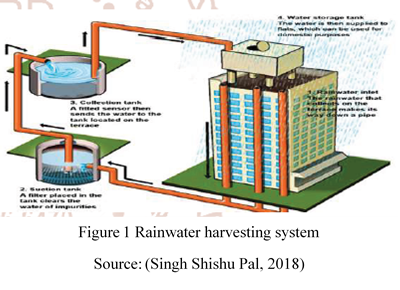 4. Water storage tank
The water is then supplied to
flats, which can be used for
domestic purposes
1. Rainwater inlet
The rainwater that
collects on the
terrace makes its
way down a pipe
3. Collection tank
A fitted sensor then
sends the water to the
tank located on the
terrace
2. Suction tank
A filter placed in the
tank clears the
water of impurities
Figure 1 Rainwater harvesting system
Source: (Singh Shishu Pal, 2018)